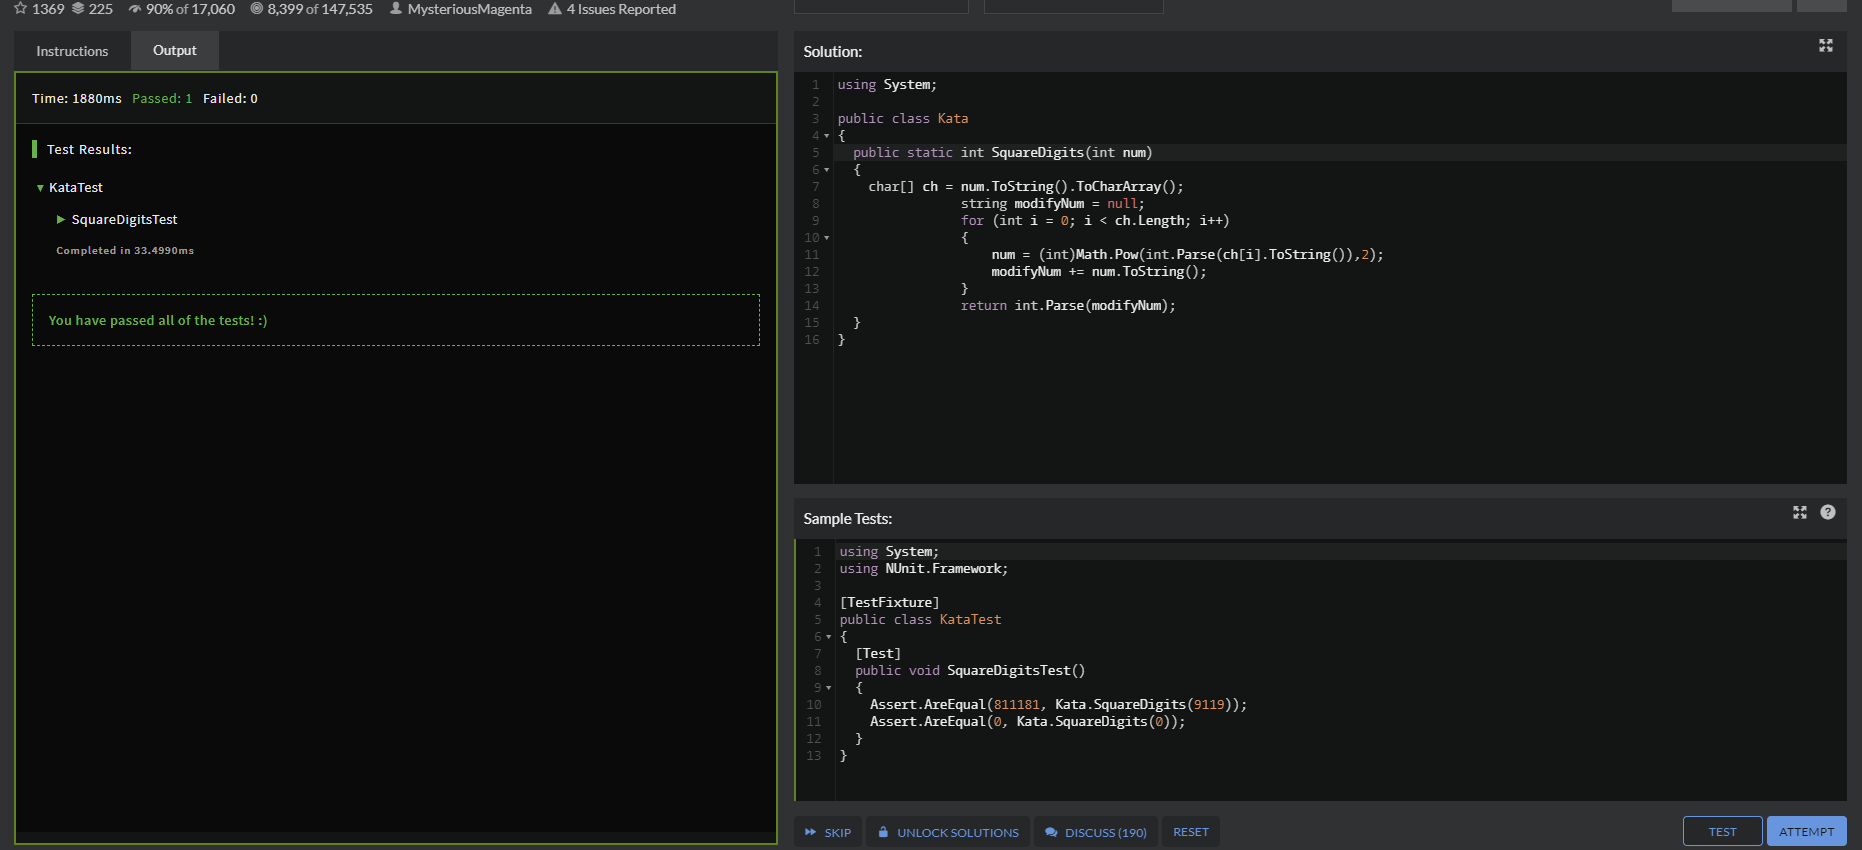 1369 225 90% of 17,060 8,399 of 147,535 MysteriousMagenta 4 Issues Reported
Instructions Output
Time: 1880ms Passed: 1 Failed: 0
Test Results:
KataTest
SquareDigitsTest
Completed in 33.4990ms
You have passed all of the tests! :)
Solution:
1 using System;
2
3 public class Kata
4 {
5 public static int SquareDigits(int num)
6 {
7 char[] ch = num.ToString().ToCharArray();
8 string modifyNum = null;
9 for (int i = 0; i < ch.Length; i++)
10 {
11 num = (int)Math.Pow(int.Parse(ch[i].ToString()),2);
12 modifyNum += num.ToString();
13 }
14 return int.Parse(modifyNum);
15 }
16 }
Sample Tests:
1 using System;
2 using NUnit.Framework;
3
4 [TestFixture]
5 public class KataTest
6 {
7 [Test]
8 public void SquareDigitsTest()
9 {
10 Assert.AreEqual(811181, Kata.SquareDigits(9119));
11 Assert.AreEqual(0, Kata.SquareDigits(0));
12 }
13 }
SKIP UNLOCK SOLUTIONS DISCUSS (190) RESET TEST ATTEMPT